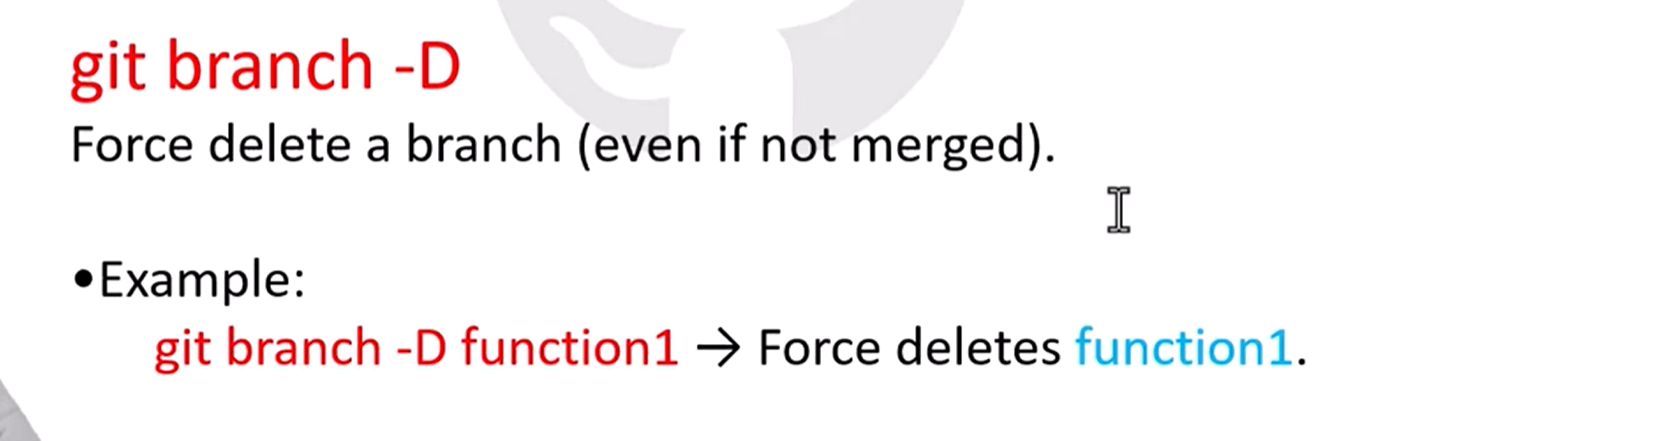 git branch -D
Force delete a branch (even if not merged).
•Example:
git branch -D function1 → Force deletes function1.